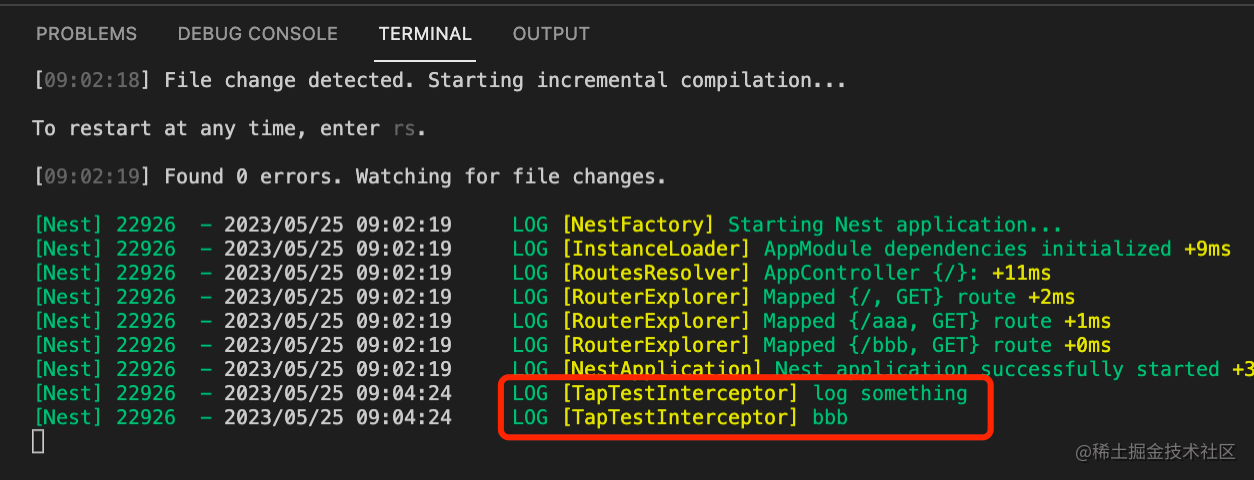 PROBLEMS DEBUG CONSOLE TERMINAL OUTPUT
[09:02:18] File change detected. Starting incremental compilation...
To restart at any time, enter rs.
[09:02:19] Found 0 errors. Watching for file changes.
[Nest] 22926  - 2023/05/25 09:02:19     LOG [NestFactory] Starting Nest application...
[Nest] 22926  - 2023/05/25 09:02:19     LOG [InstanceLoader] AppModule dependencies initialized +9ms
[Nest] 22926  - 2023/05/25 09:02:19     LOG [RoutesResolver] AppController {/}: +11ms
[Nest] 22926  - 2023/05/25 09:02:19     LOG [RouterExplorer] Mapped {/, GET} route +2ms
[Nest] 22926  - 2023/05/25 09:02:19     LOG [RouterExplorer] Mapped {/aaa, GET} route +1ms
[Nest] 22926  - 2023/05/25 09:02:19     LOG [RouterExplorer] Mapped {/bbb, GET} route +0ms
[Nest] 22926  - 2023/05/25 09:02:19     LOG [NestApplication] Nest application successfully started +3
[Nest] 22926  - 2023/05/25 09:04:24     LOG [TapTestInterceptor] log something
[Nest] 22926  - 2023/05/25 09:04:24     LOG [TapTestInterceptor] bbb
@稀土掘金技术社区